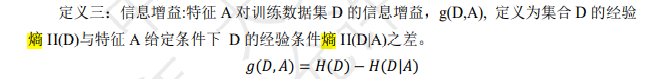 定义三：信息增益:特征 A 对训练数据集 D 的信息增益，g(D,A), 定义为集合 D 的经验
熵 II(D)与特征 A 给定条件下 D 的经验条件熵 II(D|A)之差。
g(D,A) = H(D) − H(D|A)